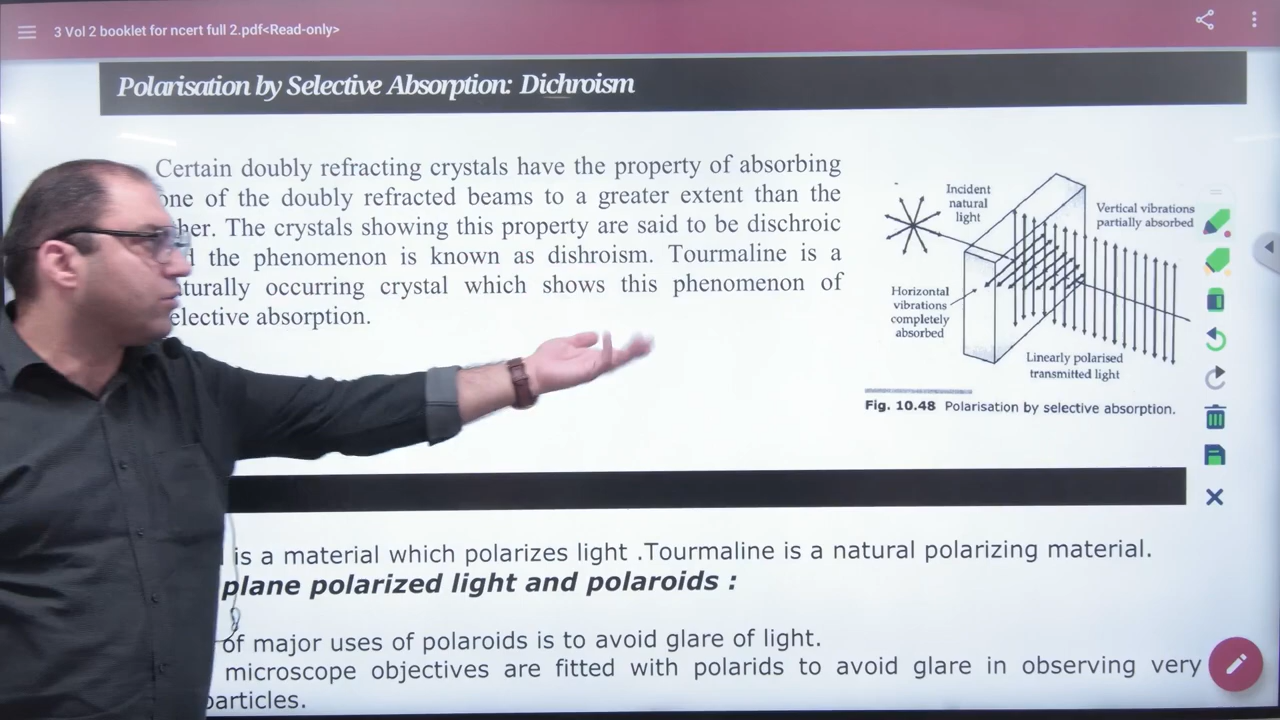 3 Vol 2 booklet for ncert full 2.pdf<Read-only>
Polarisation by Selective Absorption: Dichroism
Certain doubly refracting crystals have the property of absorbing
one of the doubly refracted beams to a greater extent than the
her. The crystals showing this property are said to be dischroic
the phenomenon is known as dishroism. Tourmaline is a
turally occurring crystal which shows this phenomenon of
elective absorption.
Incident
natural
light
Vertical vibrations
partially absorbed
Horizontal
vibrations
completely
absorbed
Linearly polarised
transmitted light
Fig. 10.48 Polarisation by selective absorption.
is a material which polarizes light .Tourmaline is a natural polarizing material.
plane polarized light and polaroids :
of major uses of polaroids is to avoid glare of light.
microscope objectives are fitted with polarids to avoid glare in observing very
particles.